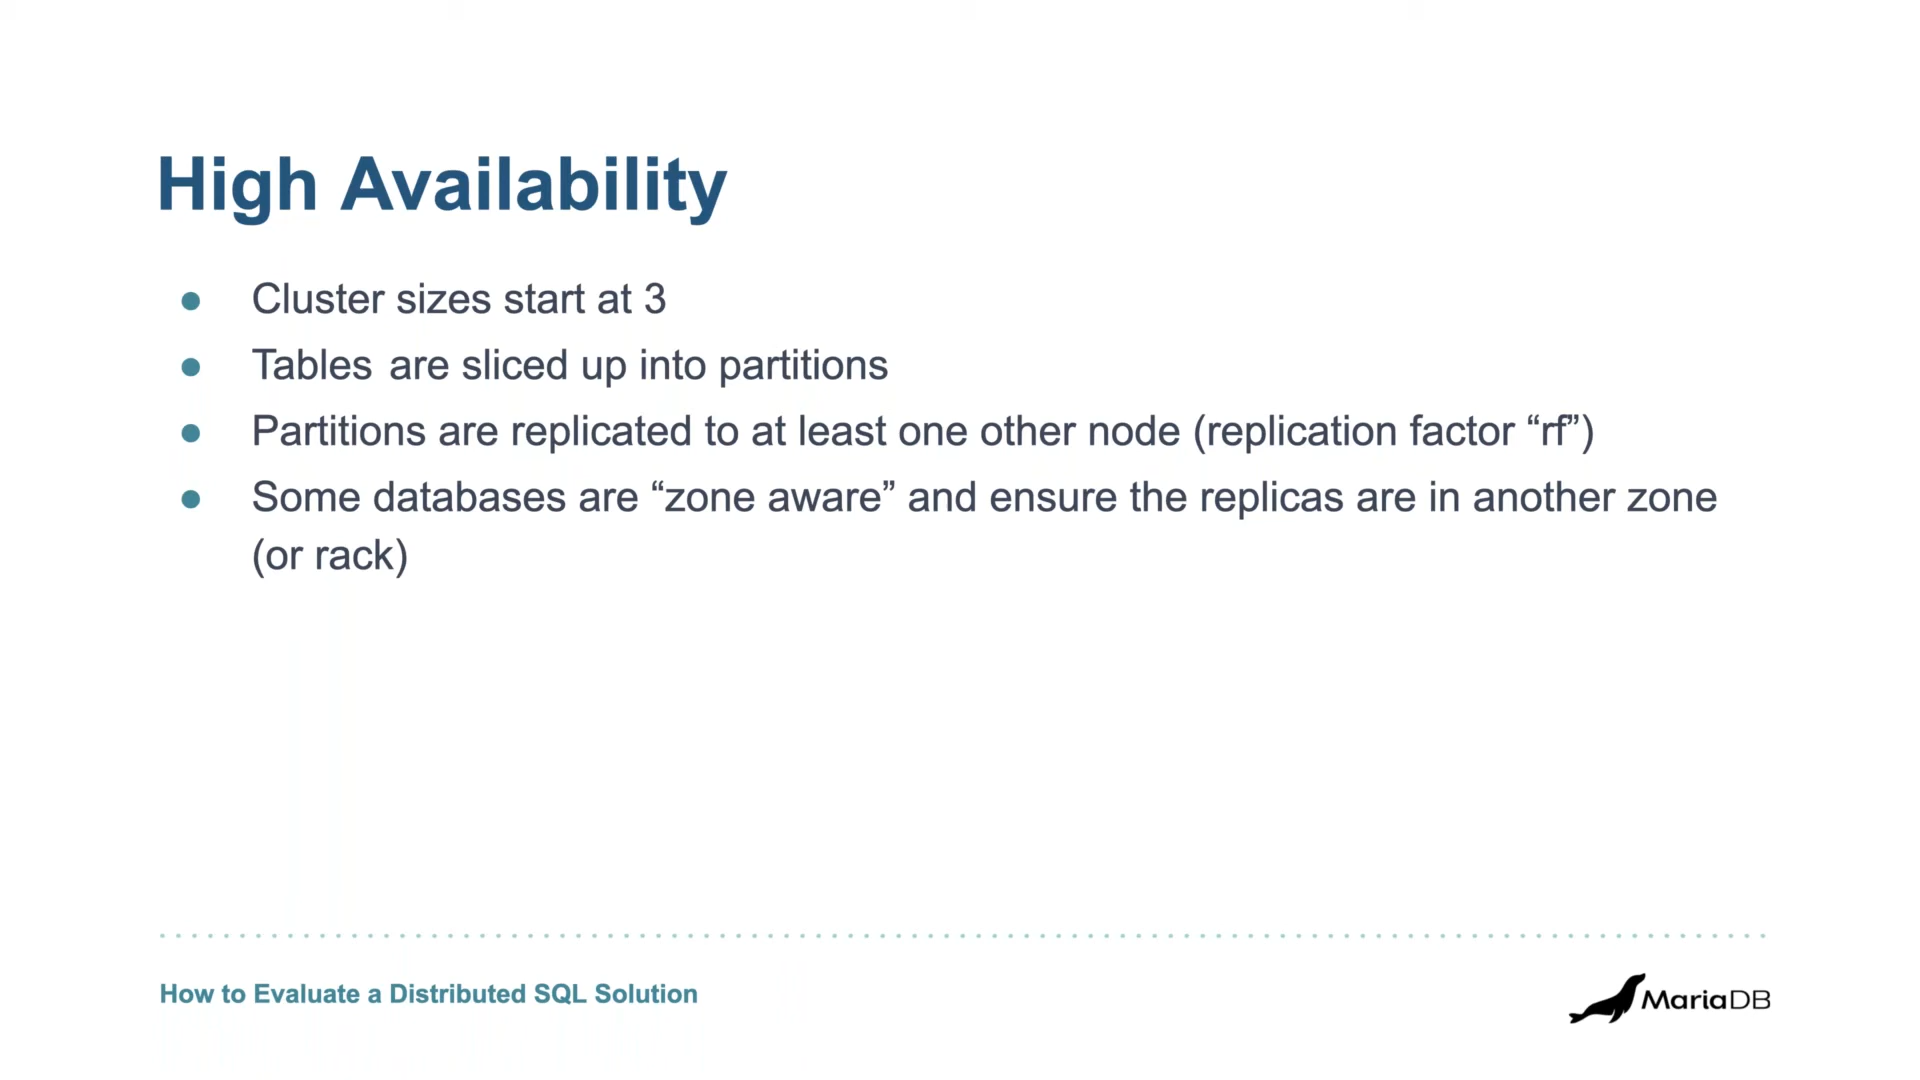 High Availability
● Cluster sizes start at 3
● Tables are sliced up into partitions
● Partitions are replicated to at least one other node (replication factor “rf”)
● Some databases are “zone aware” and ensure the replicas are in another zone
(or rack)
How to Evaluate a Distributed SQL Solution
MariaDB